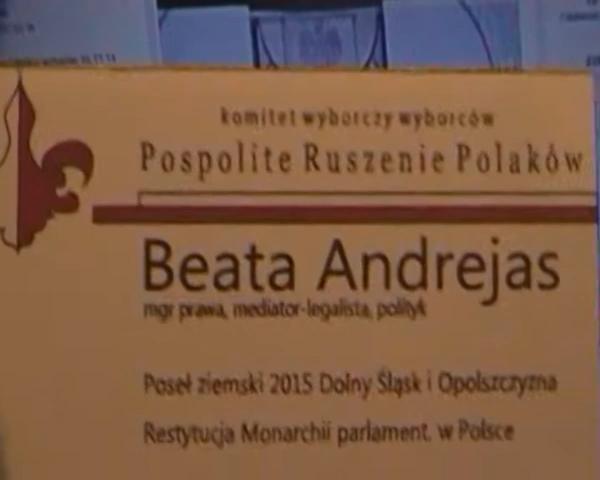 komitet wyborczy wyborców
Pospolite Ruszenie Polaków
Beata Andrejas
mgr prawa, mediator-legalista, polityk
Poseł ziemski 2015 Dolny Śląsk i Opolszczyzna
Restytucja Monarchii parlament. w Polsce